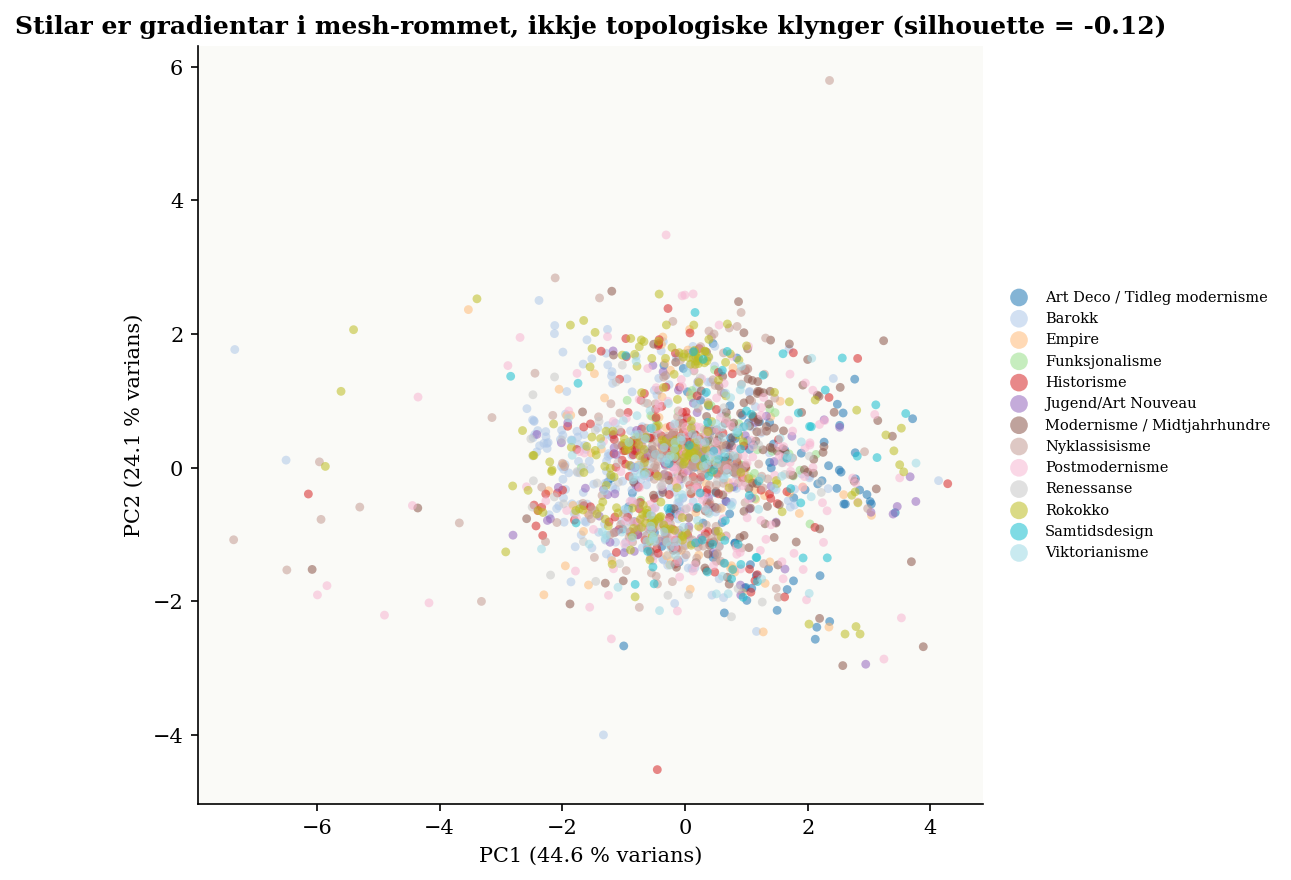 Stilar er gradientar i mesh-rommet, ikkje topologiske klynger (silhouette = -0.12)
6
4
2
0
−2
−4
PC2 (24.1 % varians)
−6
−4
−2
0
2
4
PC1 (44.6 % varians)
Art Deco / Tidleg modernisme
Barokk
Empire
Funksjonalisme
Historisme
Jugend/Art Nouveau
Modernisme / Midtjahrhundre
Nyklassisisme
Postmodernisme
Renessanse
Rokokko
Samtidsdesign
Viktorianisme